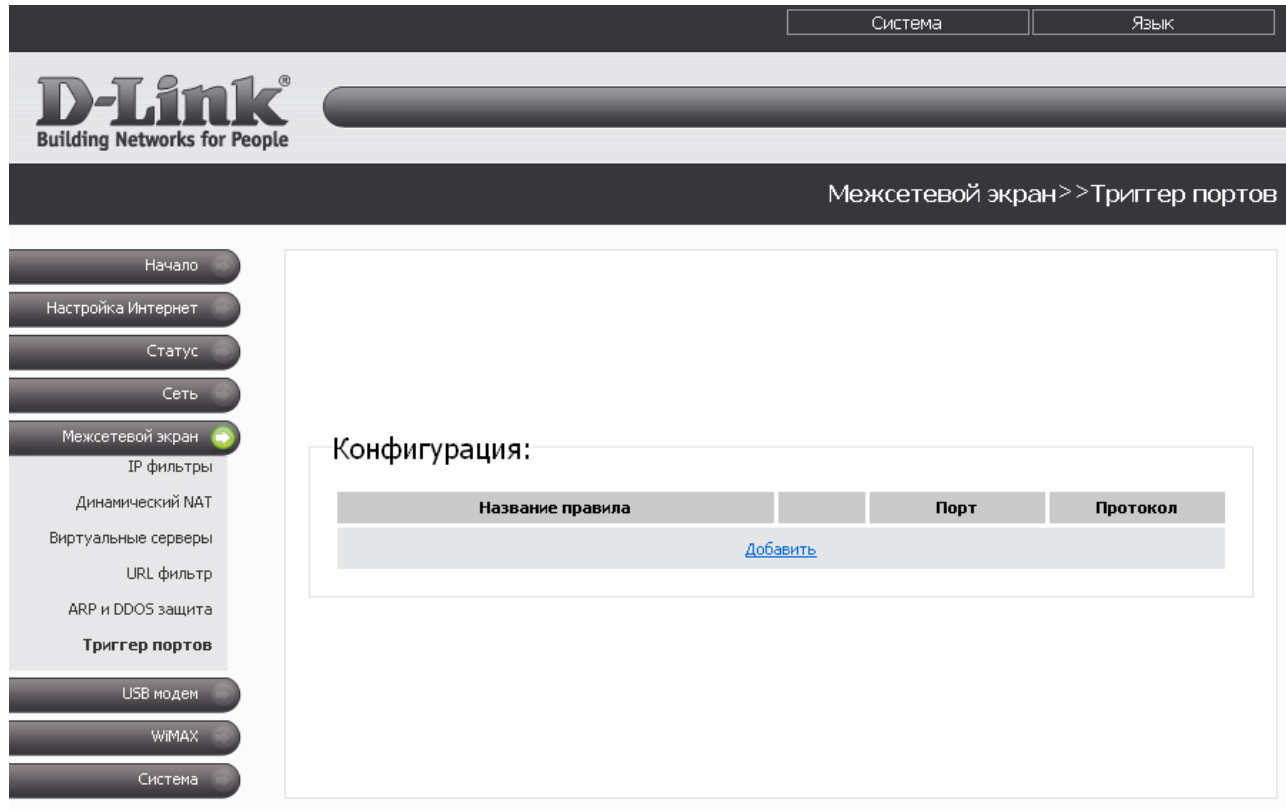 Система
Язык
D-Link®
Building Networks for People
Межсетевой экран>>Триггер портов
Начало
Настройка Интернет
Статус
Сеть
Межсетевой экран
IP фильтры
Динамический NAT
Виртуальные серверы
URL фильтр
ARP и DDOS защита
Триггер портов
USB модем
WiMAX
Система
Конфигурация:
Название правила Порт Протокол
Добавить